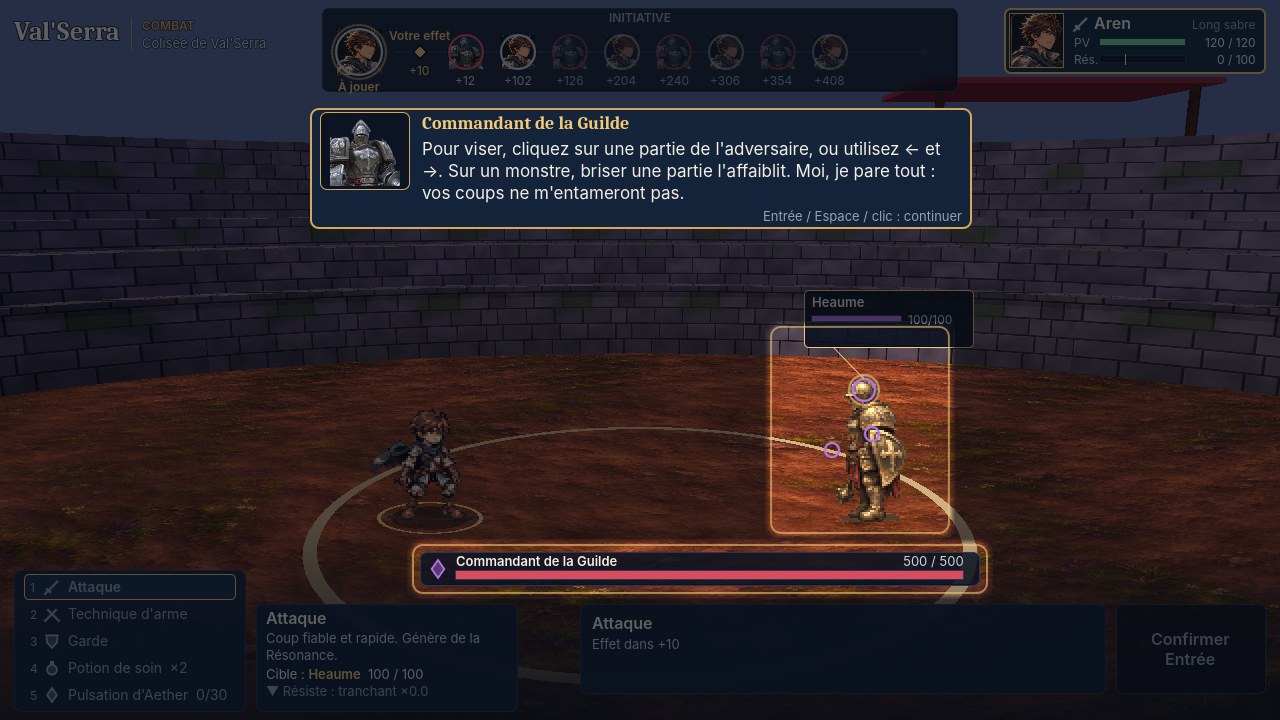 Val'Serra
COMBAT
Colisée de Val'Serra
INITIATIVE
Votre effet
+10
À jouer
+12
+102
+126
+204
+240
+306
+354
+408
Aren
Long sabre
PV
120 / 120
Rés.
0 / 100
Commandant de la Guilde
Pour viser, cliquez sur une partie de l'adversaire, ou utilisez ← et
→. Sur un monstre, briser une partie l'affaiblit. Moi, je pare tout :
vos coups ne m'entameront pas.
Entrée / Espace / clic : continuer
Heaume
100/100
Commandant de la Guilde
500 / 500
1 Attaque
2 Technique d'arme
3 Garde
4 Potion de soin ×2
5 Pulsation d'Aether 0/30
Attaque
Coup fiable et rapide. Génère de la
Résonance.
Cible : Heaume 100 / 100
▼ Résiste : tranchant ×0.0
Attaque
Effet dans +10
Confirmer
Entrée